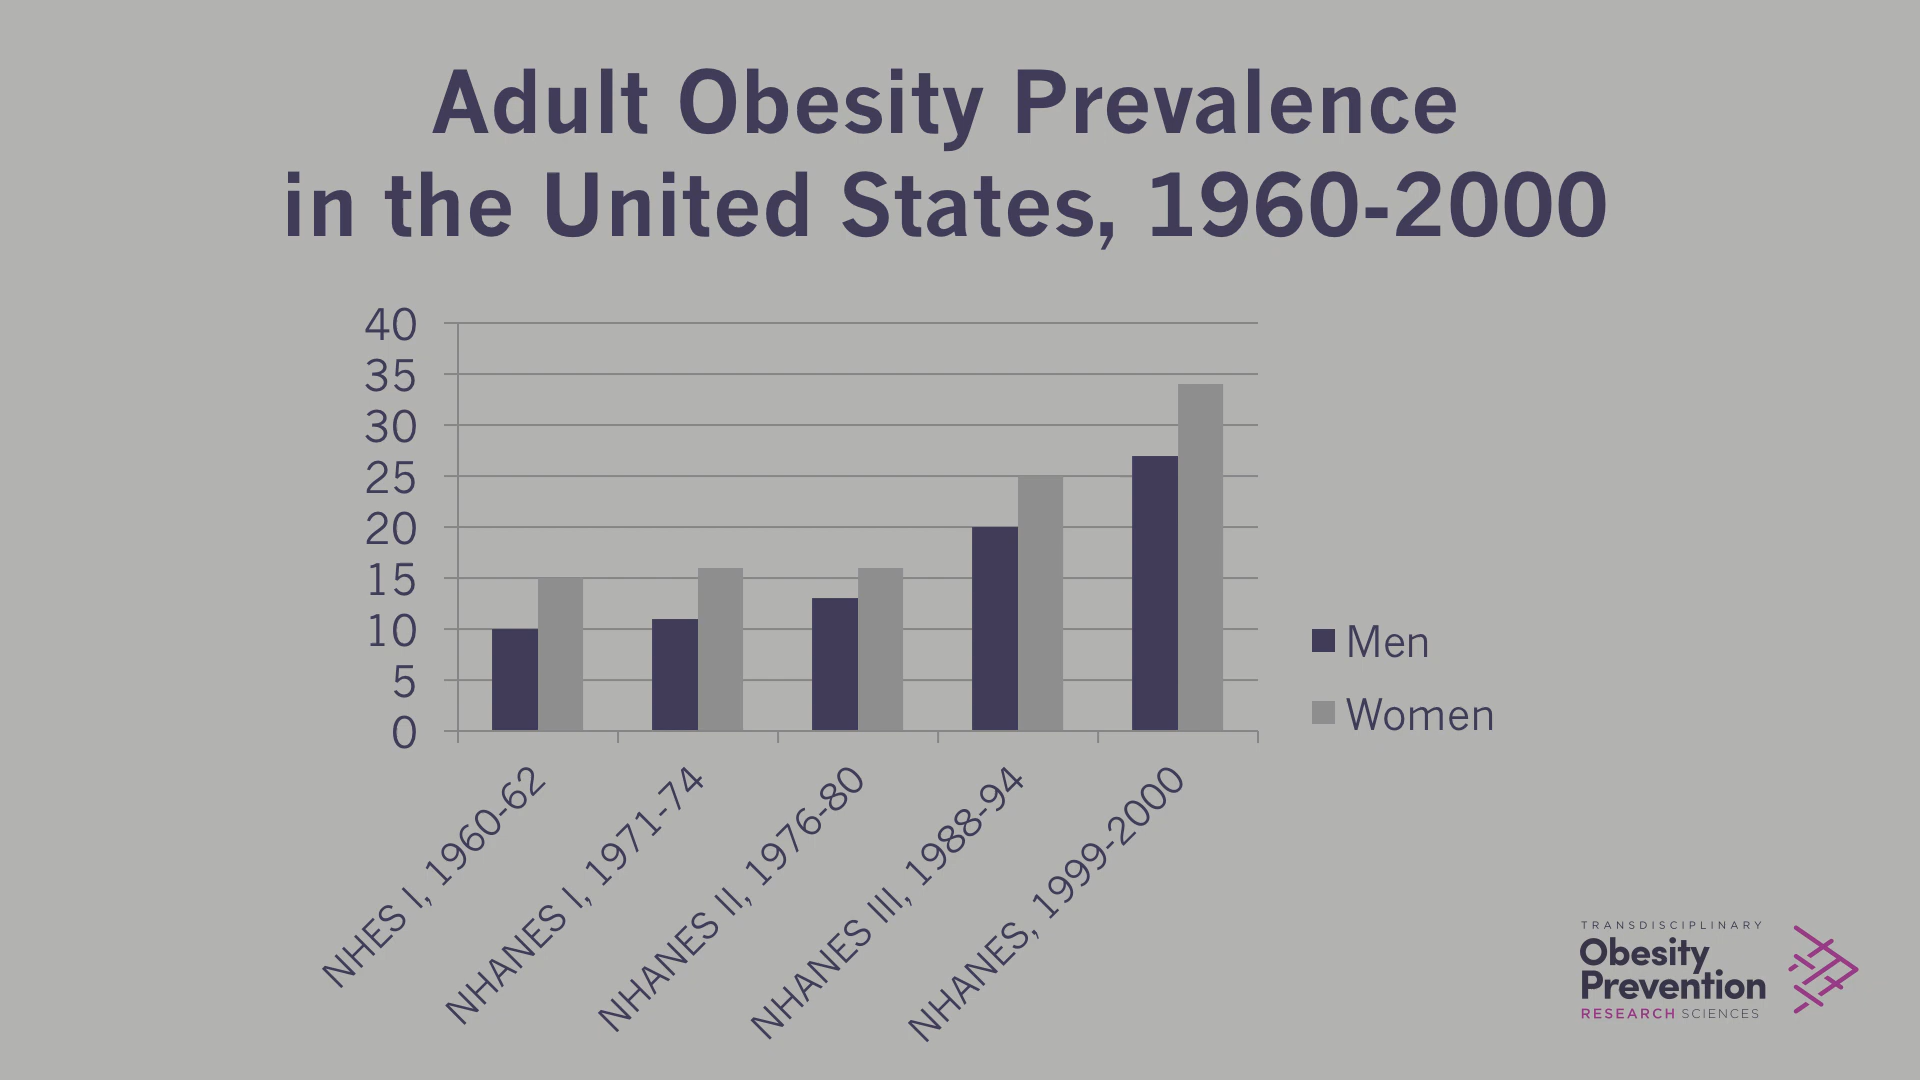 Adult Obesity Prevalence
in the United States, 1960-2000
40
35
30
25
20
15
10
5
0
NHES I, 1960-62
NHANES I, 1971-74
NHANES II, 1976-80
NHANES III, 1988-94
NHANES, 1999-2000
Men
Women
TRANSDISCIPLINARY
Obesity
Prevention
RESEARCH SCIENCES